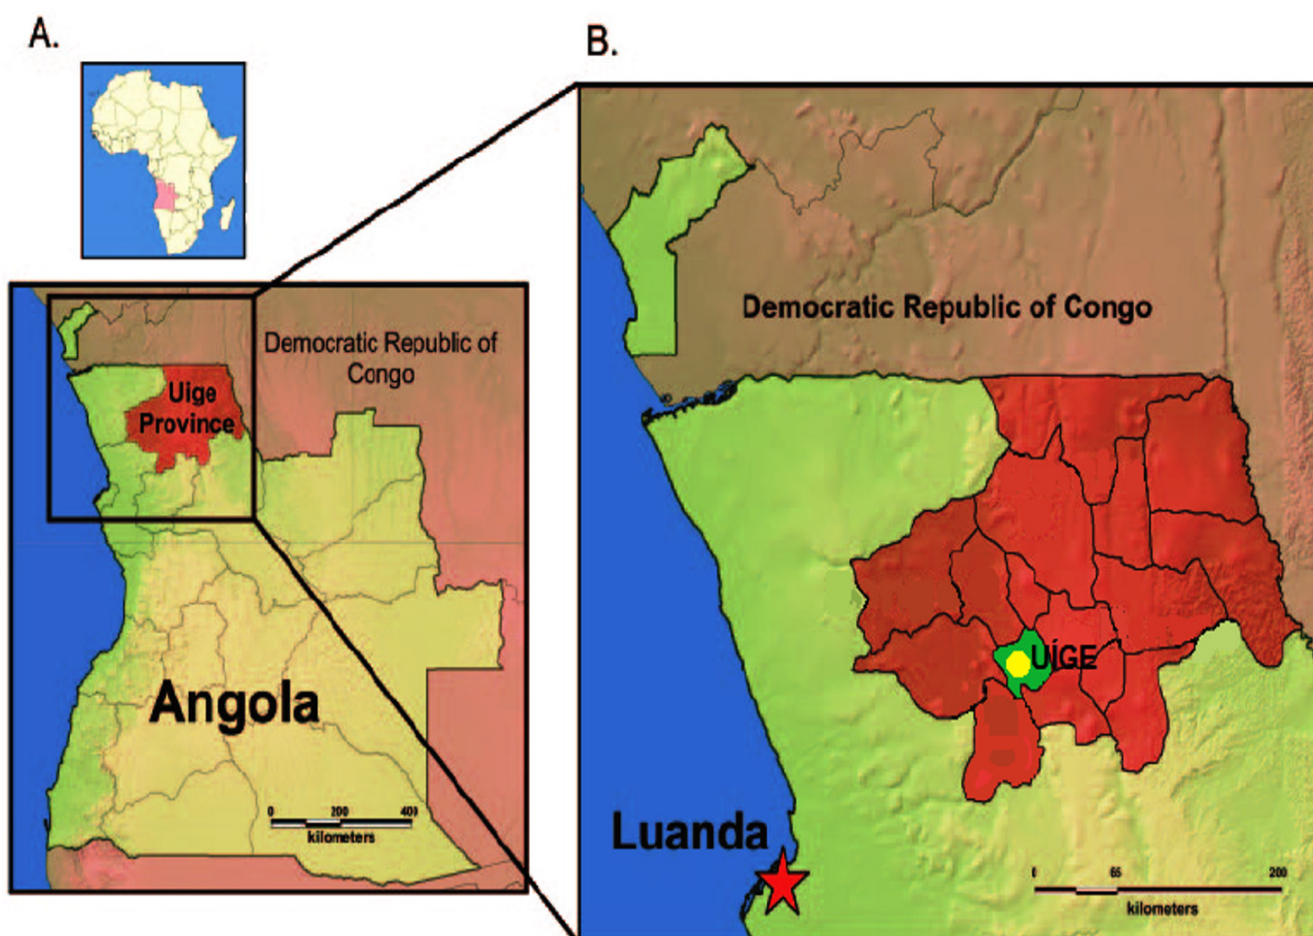 A.
B.
Democratic Republic of
Congo
Uige
Province
Angola
0 200 400
kilometers
Democratic Republic of Congo
UÍGE
Luanda
0 65 200
kilometers